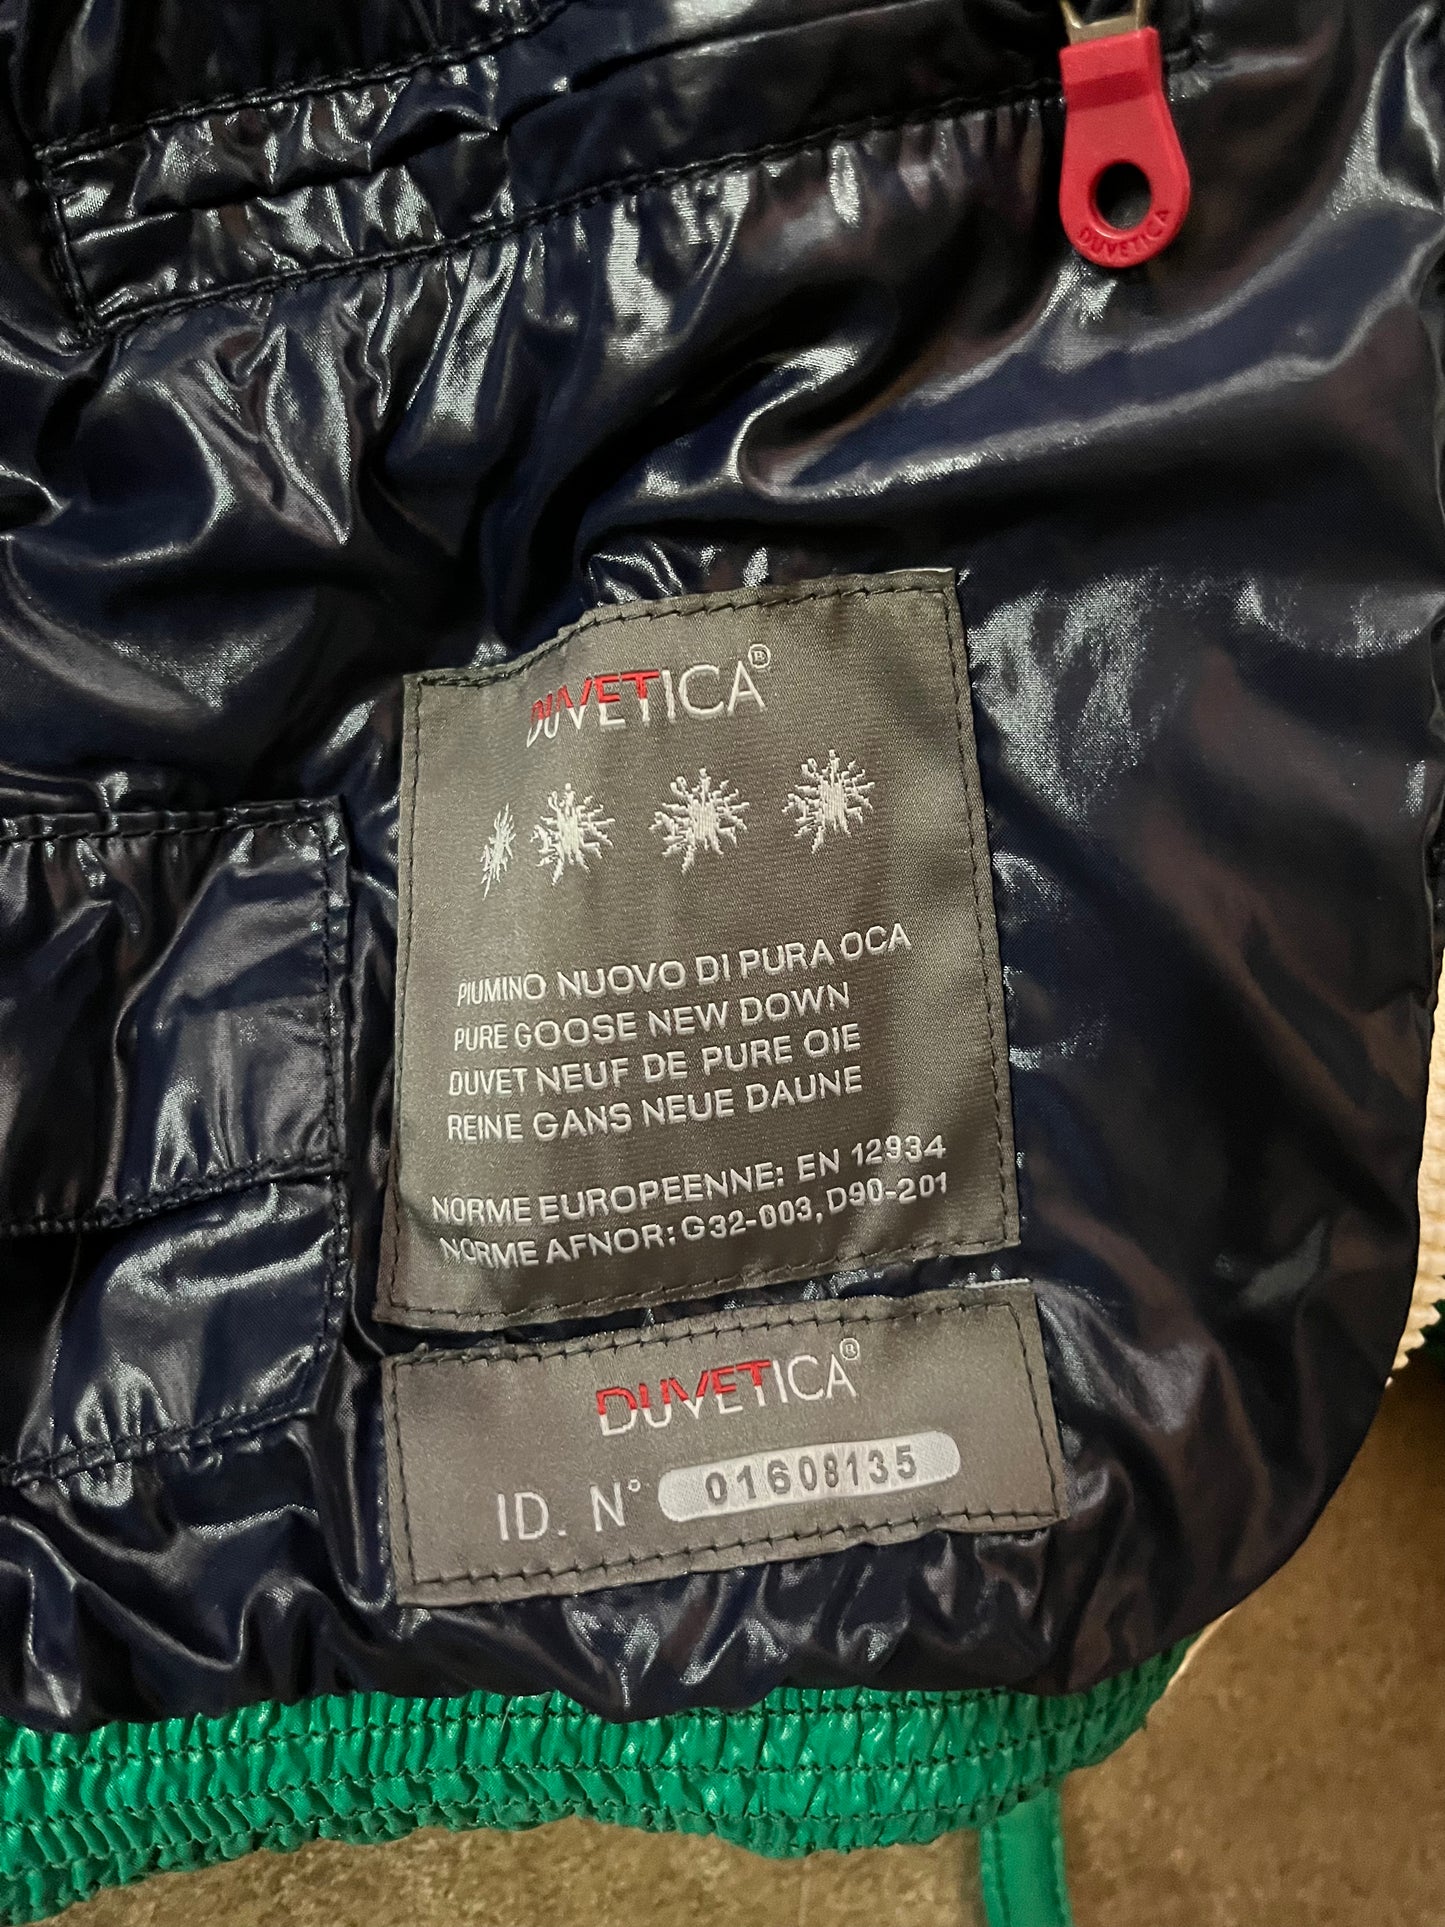 DUVETICA
DUVETICA®
PIUMINO NUOVO DI PURA OCA
PURE GOOSE NEW DOWN
DUVET NEUF DE PURE OIE
REINE GANS NEUE DAUNE
NORME EUROPEENNE: EN 12934
NORME AFNOR: G32-003, D90-201
DUVETICA®
ID. N° 01608135